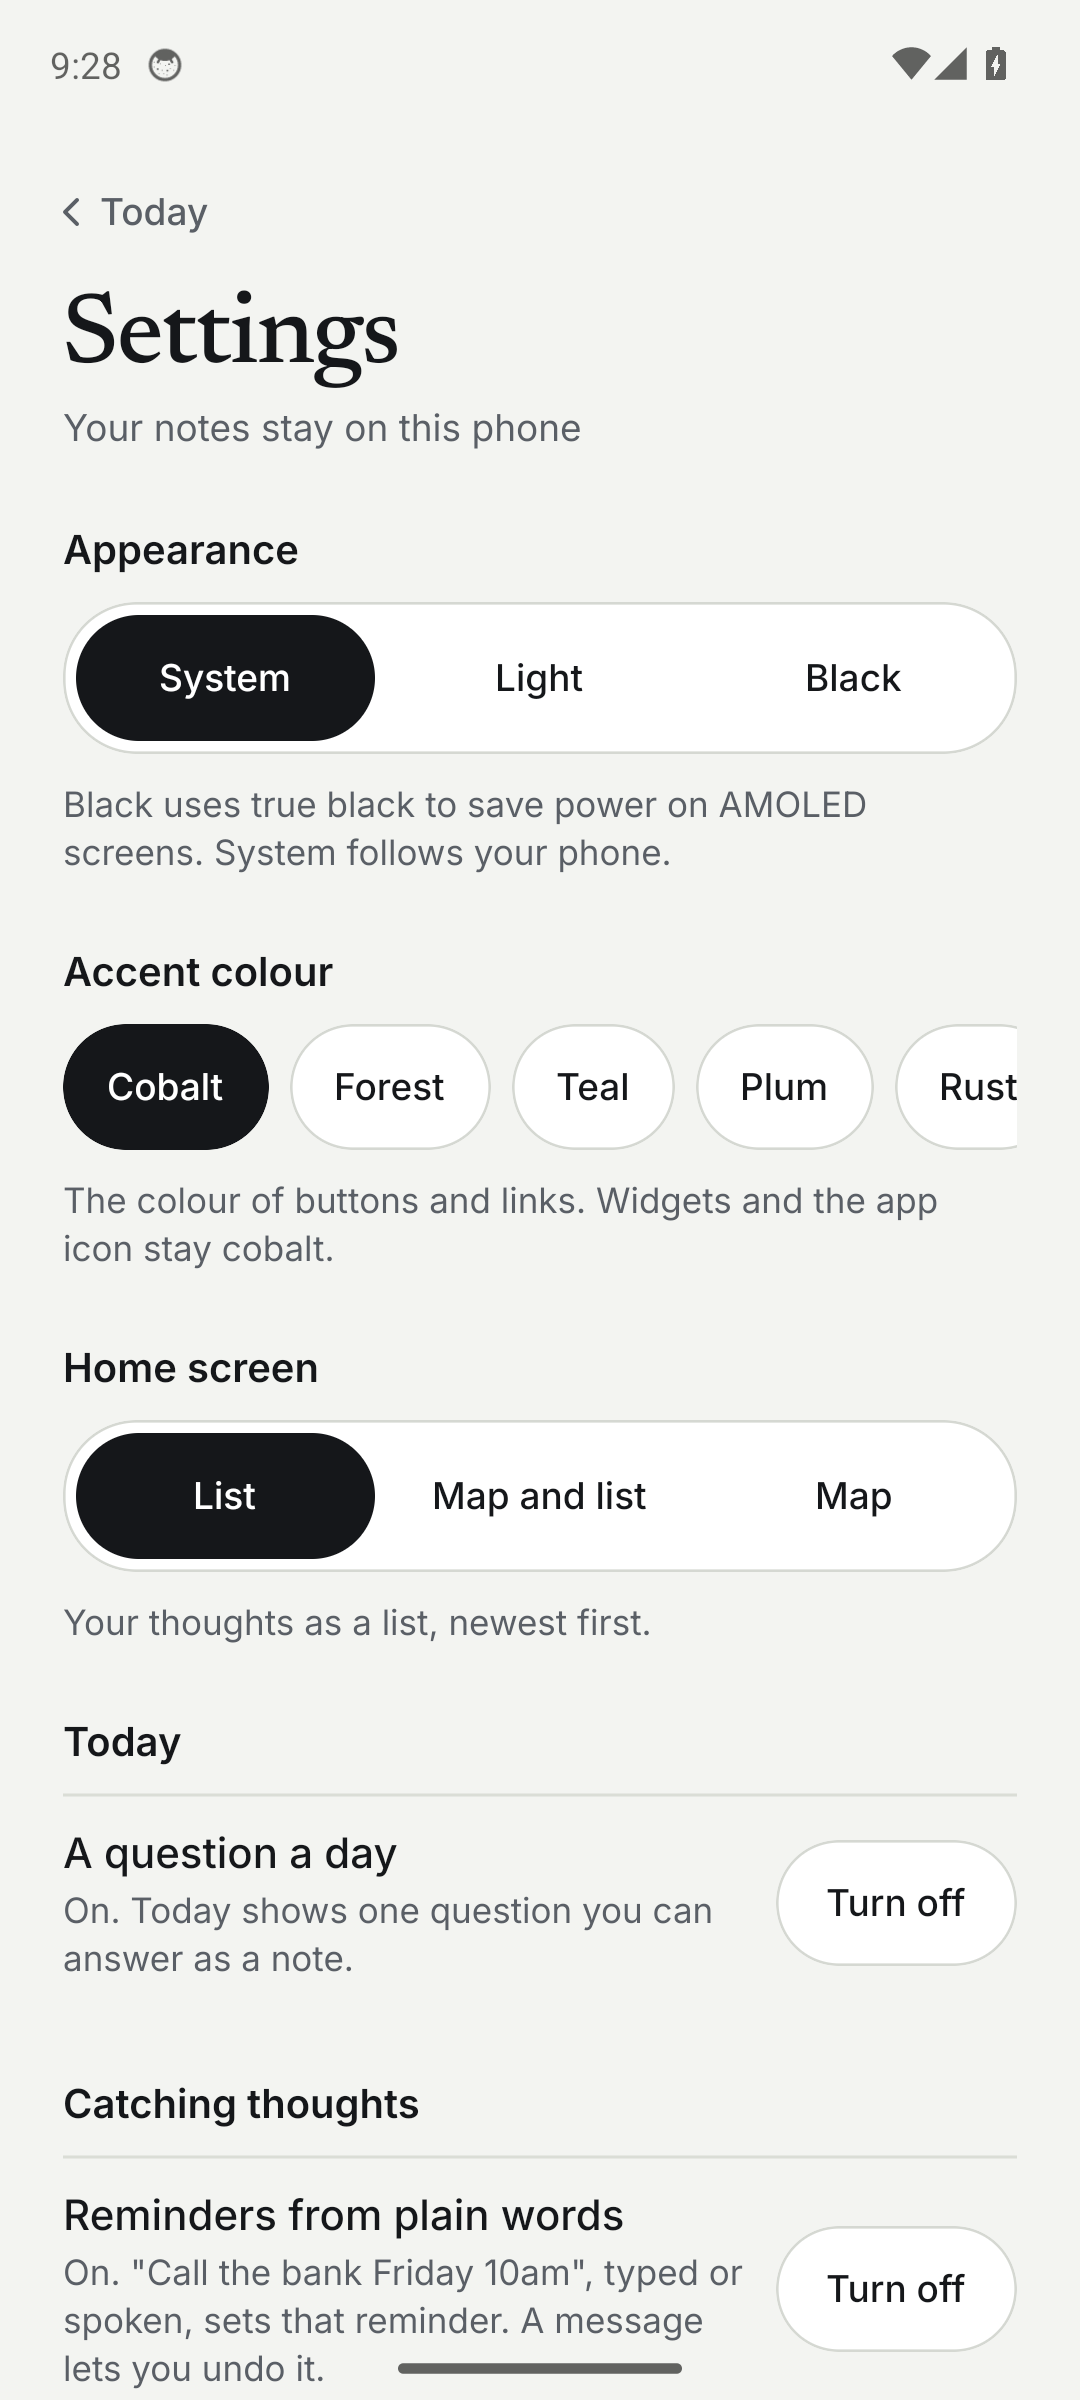 9:28
Today
Settings
Your notes stay on this phone
Appearance
System Light Black
Black uses true black to save power on AMOLED
screens. System follows your phone.
Accent colour
Cobalt Forest Teal Plum Rust
The colour of buttons and links. Widgets and the app
icon stay cobalt.
Home screen
List Map and list Map
Your thoughts as a list, newest first.
Today
A question a day
On. Today shows one question you can
answer as a note.
Turn off
Catching thoughts
Reminders from plain words
On. "Call the bank Friday 10am", typed or
spoken, sets that reminder. A message
lets you undo it.
Turn off